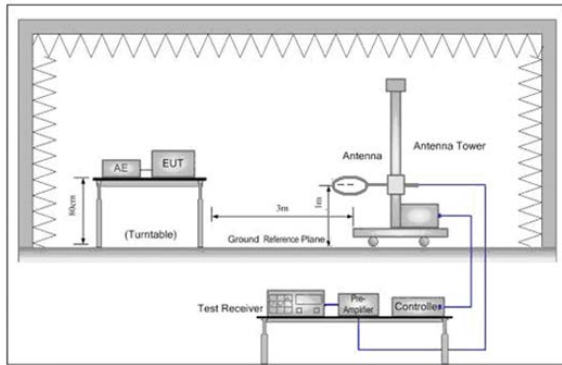 AE
EUT
80cm
(Turntable)
3m
1m
Antenna
Antenna Tower
Ground Reference Plane
Test Receiver
Pre-
Amplifier
Controller